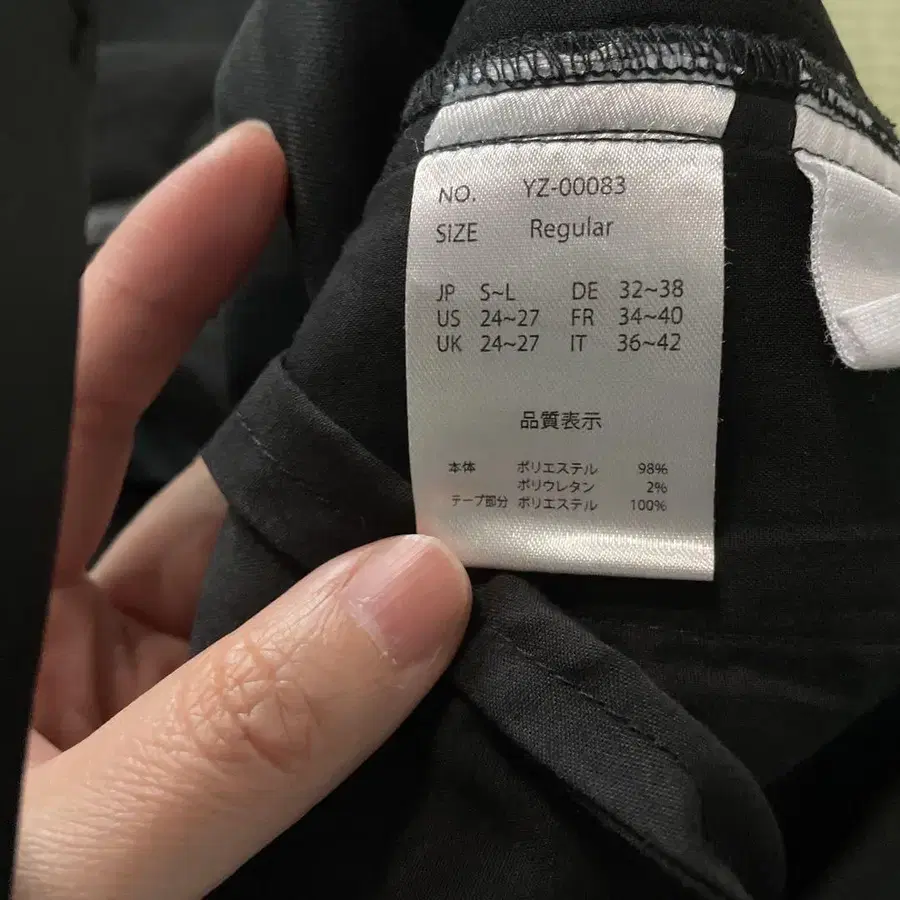 NO. YZ-00083
SIZE Regular
JP S~L DE 32~38
US 24~27 FR 34~40
UK 24~27 IT 36~42
品質表示
本体 ポリエステル 98%
ポリウレタン 2%
テープ部分 ポリエステル 100%